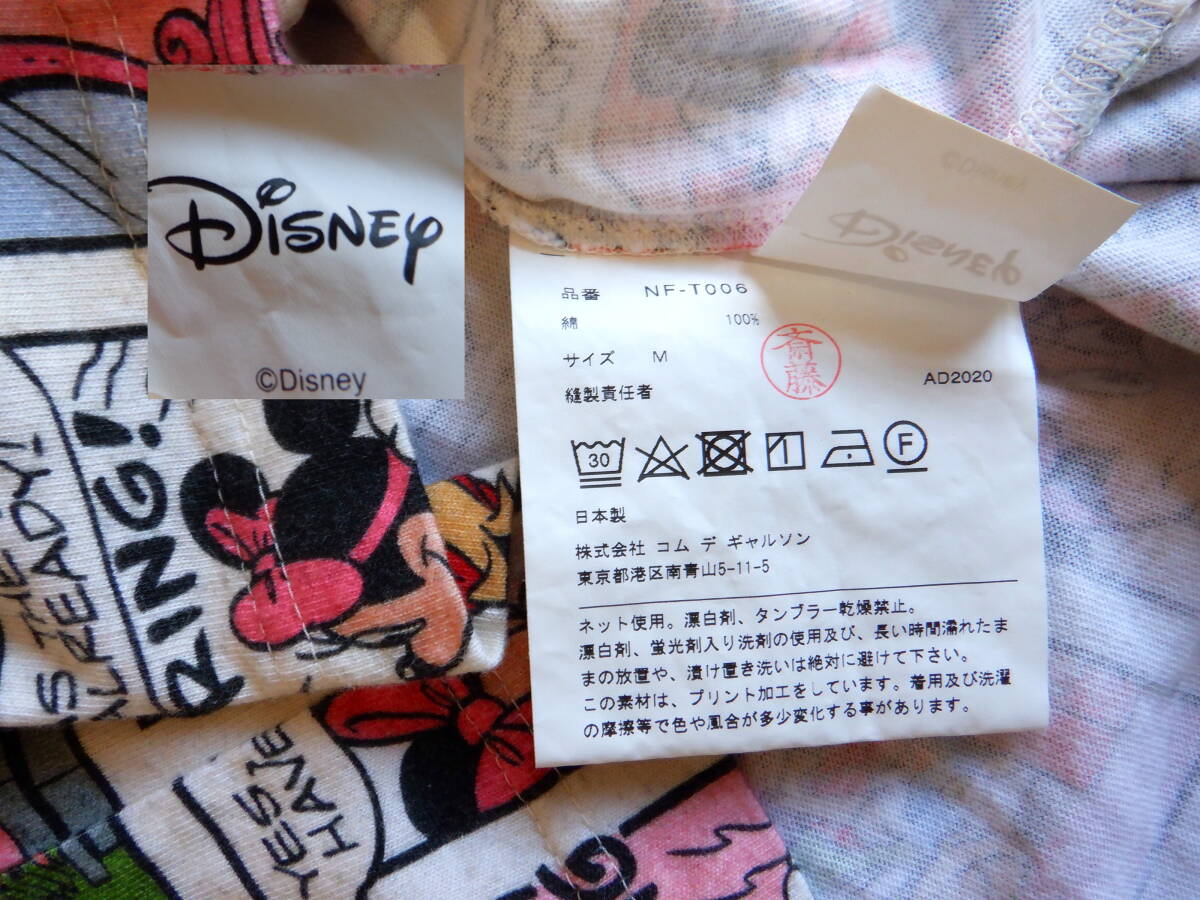 DISNEY
©Disney
©Disney
DISNEY
品番 NF-T006
綿 100%
サイズ M
縫製責任者
斎藤
AD2020
30
F
日本製
株式会社 コム デ ギャルソン
東京都港区南青山5-11-5
ネット使用。漂白剤、タンブラー乾燥禁止。
漂白剤、蛍光剤入り洗剤の使用及び、長い時間濡れたま
まの放置や、漬け置き洗いは絶対に避けて下さい。
この素材は、プリント加工をしています。着用及び洗濯
の摩擦等で色や風合が多少変化する事があります。
THE
READY!
RING!
AS
ALREADY
YES
HAVE